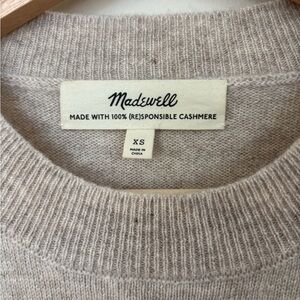 Madewell
MADE WITH 100% (RE)SPONSIBLE CASHMERE
XS
MADE IN
CHINA